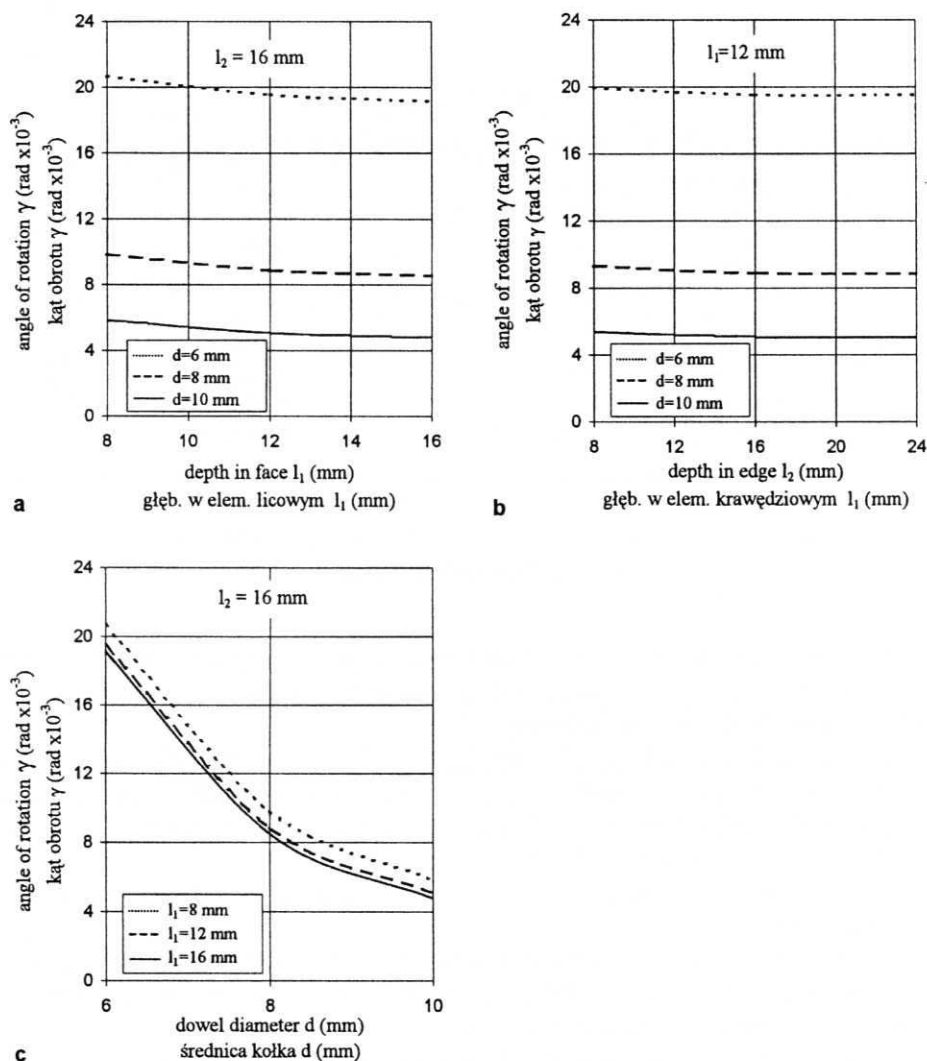 24
20
16
12
8
4
0
angle of rotation γ (rad x10⁻³)
kąt obrotu γ (rad x10⁻³)
l₂ = 16 mm
d=6 mm
d=8 mm
d=10 mm
8 10 12 14 16
depth in face l₁ (mm)
głęb. w elem. licowym l₁ (mm)
a
24
20
16
12
8
4
0
angle of rotation γ (rad x10⁻³)
kąt obrotu γ (rad x10⁻³)
l₁=12 mm
d=6 mm
d=8 mm
d=10 mm
8 12 16 20 24
depth in edge l₂ (mm)
głęb. w elem. krawędziowym l₁ (mm)
b
24
20
16
12
8
4
0
angle of rotation γ (rad x10⁻³)
kąt obrotu γ (rad x10⁻³)
l₂ = 16 mm
l₁=8 mm
l₁=12 mm
l₁=16 mm
6 8 10
dowel diameter d (mm)
średnica kołka d (mm)
c